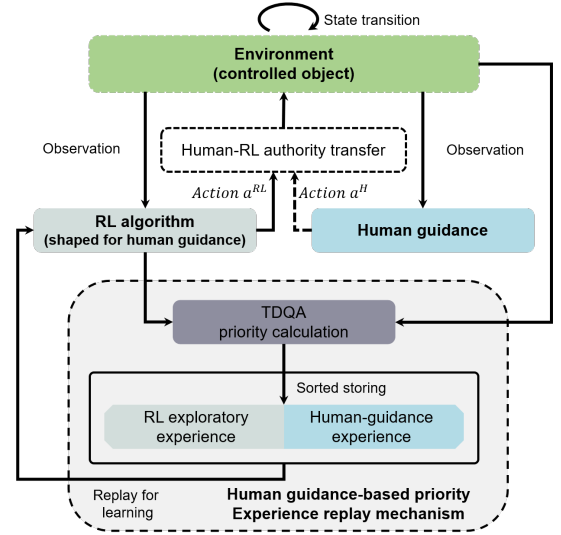 State transition
Environment
(controlled object)
Observation
Human-RL authority transfer
Observation
Action a^{RL}
Action a^{H}
RL algorithm
(shaped for human guidance)
Human guidance
TDQA
priority calculation
Sorted storing
RL exploratory
experience
Human-guidance
experience
Replay for
learning
Human guidance-based priority
Experience replay mechanism